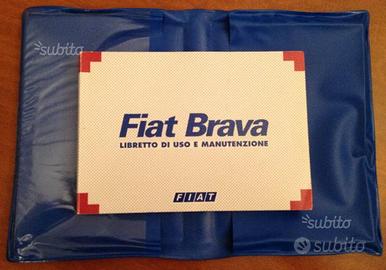 subito
Fiat Brava
LIBRETTO DI USO E MANUTENZIONE
FIAT
subito
subito